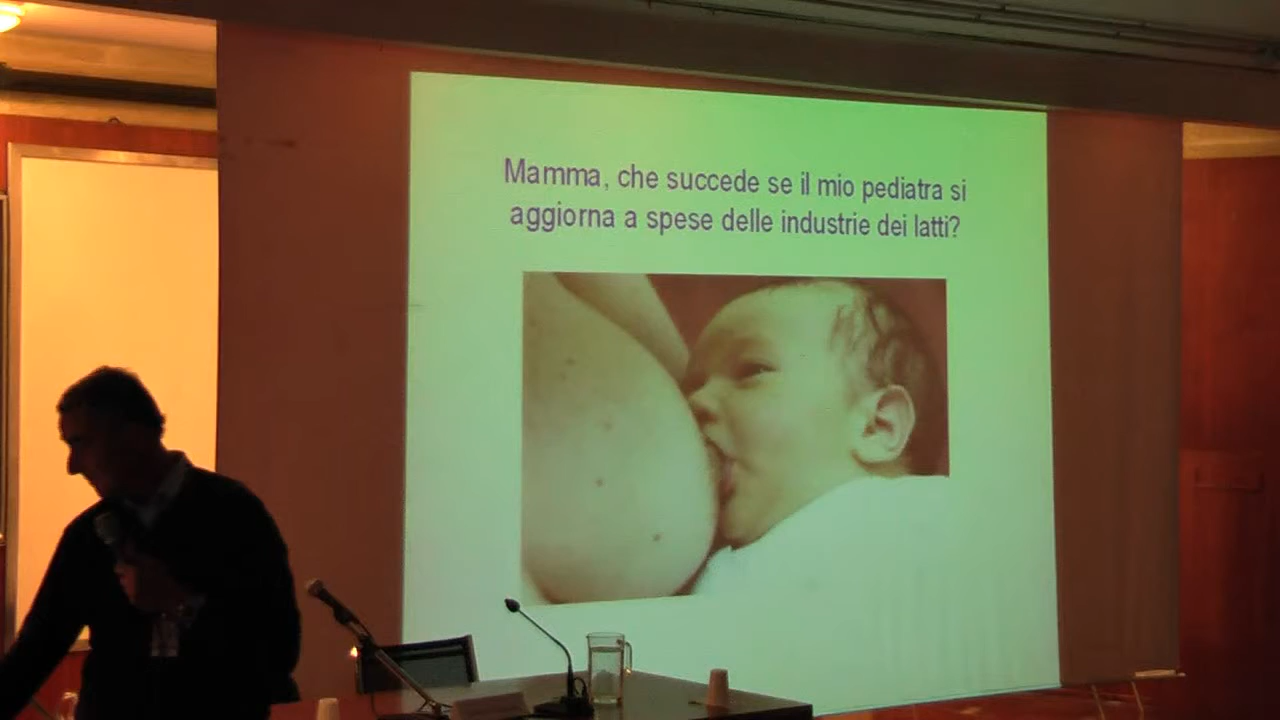 Mamma, che succede se il mio pediatra si
aggiorna a spese delle industrie dei latti?